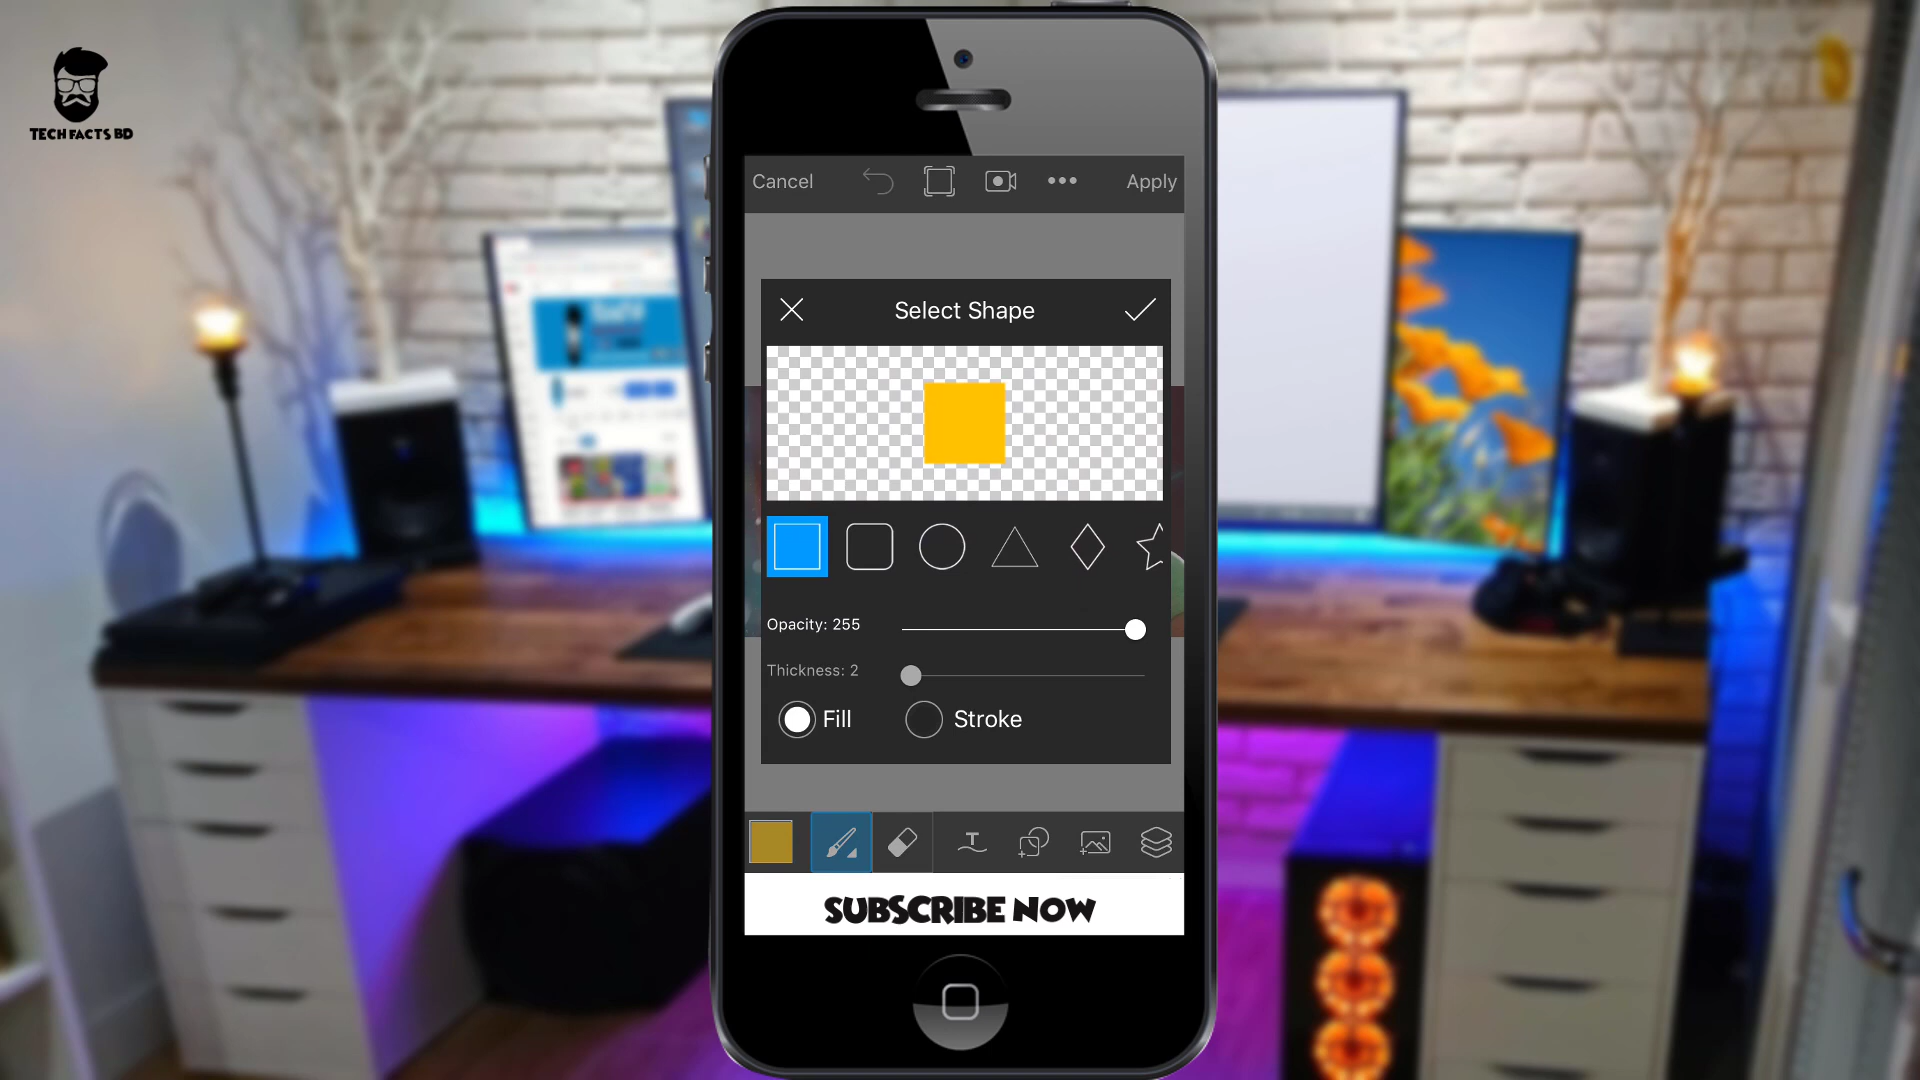 TECH FACTS BD
Cancel
Apply
Select Shape
Opacity: 255
Thickness: 2
Fill
Stroke
SUBSCRIBE NOW